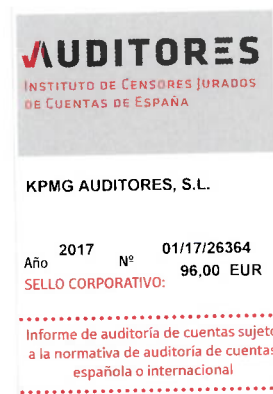 AUDITORES
INSTITUTO DE CENSORES JURADOS
DE CUENTAS DE ESPAÑA
KPMG AUDITORES, S.L.
Año 2017 Nº 01/17/26364
96,00 EUR
SELLO CORPORATIVO:
Informe de auditoría de cuentas sujeto
a la normativa de auditoría de cuentas
española o internacional